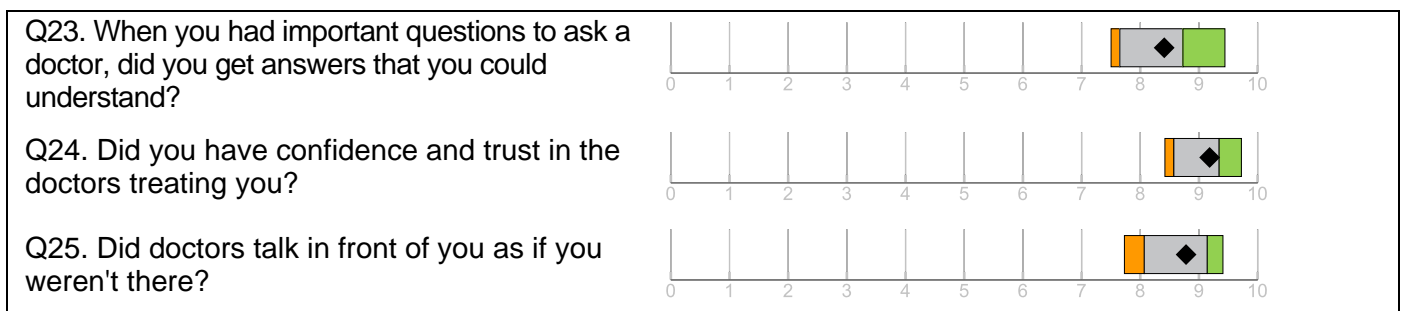 Q23. When you had important questions to ask a
doctor, did you get answers that you could
understand?
0 1 2 3 4 5 6 7 8 9 10
Q24. Did you have confidence and trust in the
doctors treating you?
0 1 2 3 4 5 6 7 8 9 10
Q25. Did doctors talk in front of you as if you
weren't there?
0 1 2 3 4 5 6 7 8 9 10